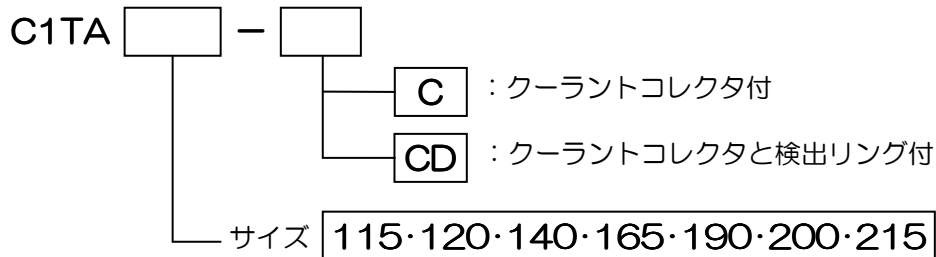 C1TA －
C ：クーラントコレクタ付
CD ：クーラントコレクタと検出リング付
サイズ 115･120･140･165･190･200･215